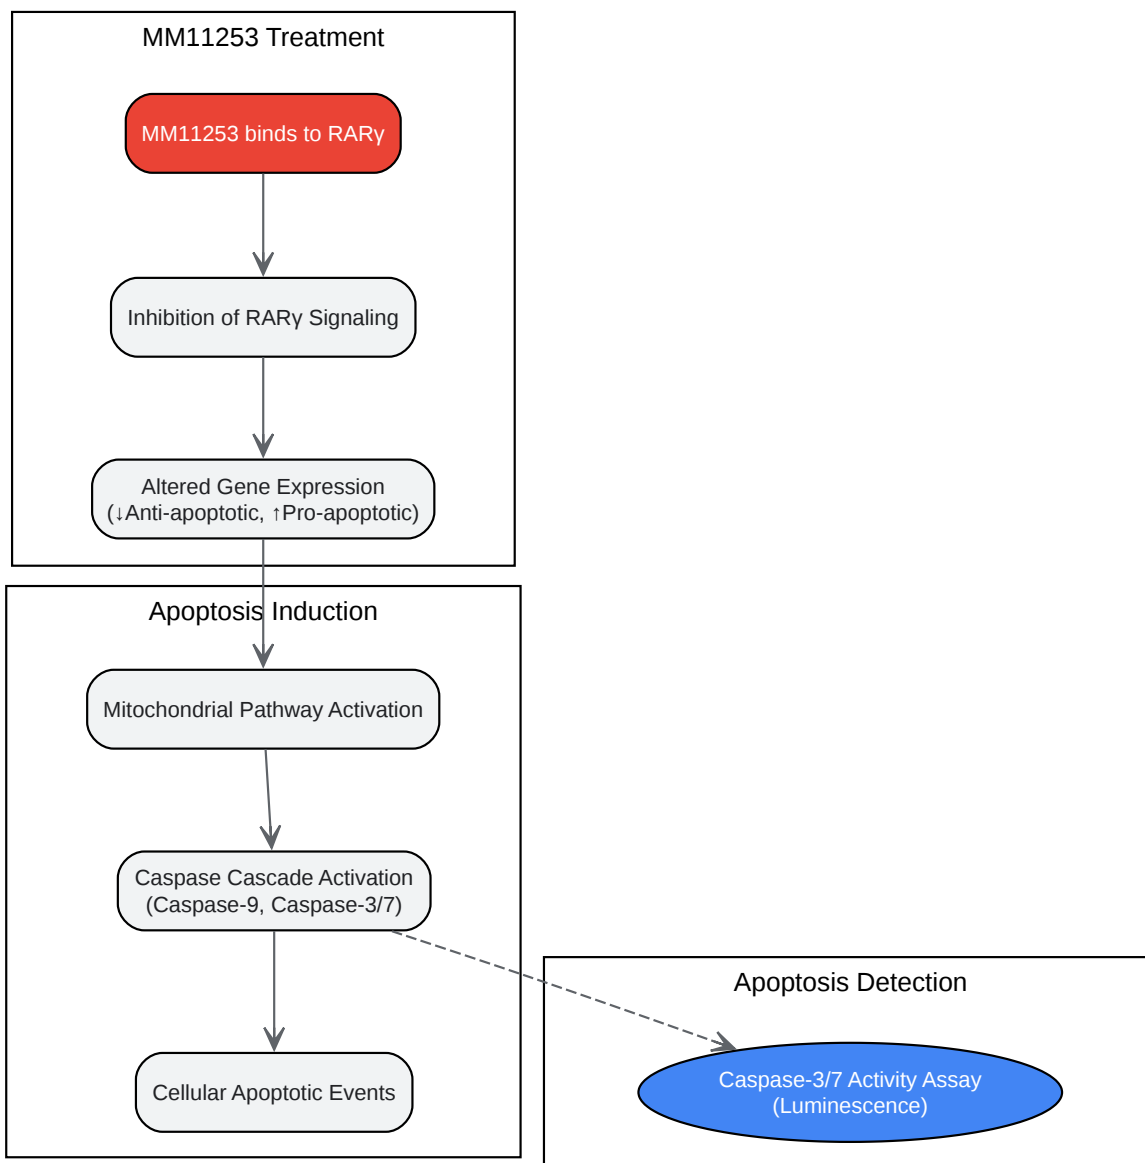 MM11253 Treatment
MM11253 binds to RARγ
Inhibition of RARγ Signaling
Altered Gene Expression
(↓Anti-apoptotic, ↑Pro-apoptotic)
Apoptosis Induction
Mitochondrial Pathway Activation
Caspase Cascade Activation
(Caspase-9, Caspase-3/7)
Cellular Apoptotic Events
Apoptosis Detection
Caspase-3/7 Activity Assay
(Luminescence)